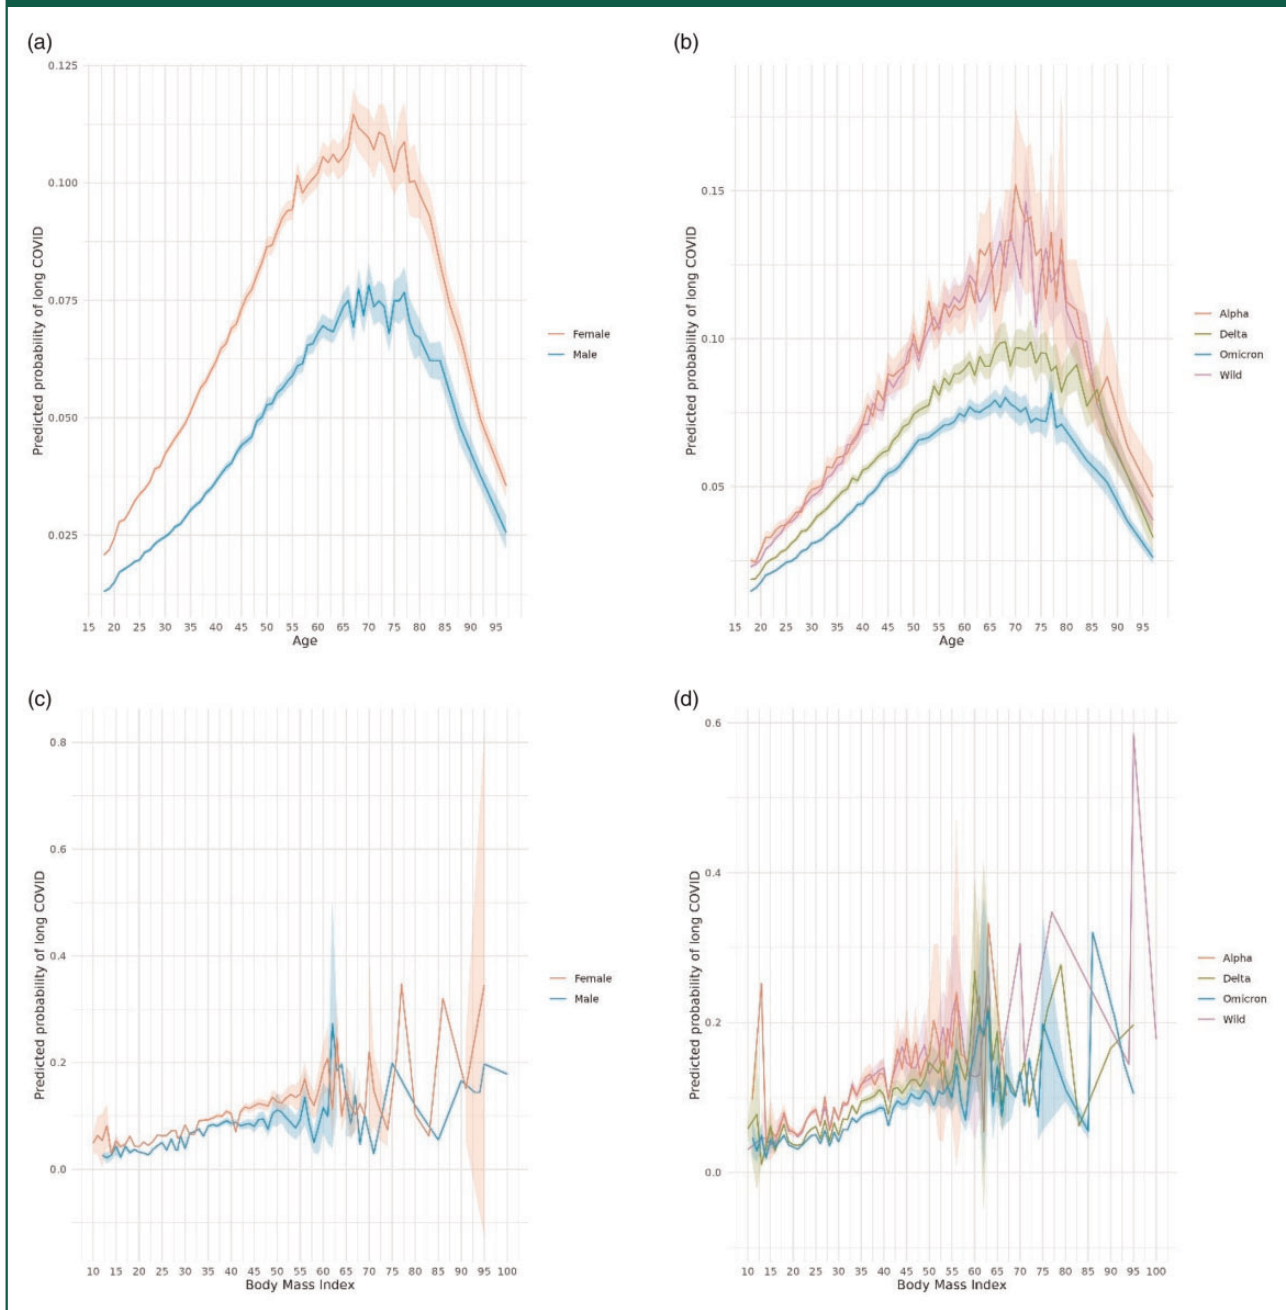 (a)
0.125
0.100
0.075
0.050
0.025
Predicted probability of long COVID
15 20 25 30 35 40 45 50 55 60 65 70 75 80 85 90 95
Age
Female
Male
(b)
0.15
0.10
0.05
Predicted probability of long COVID
15 20 25 30 35 40 45 50 55 60 65 70 75 80 85 90 95
Age
Alpha
Delta
Omicron
Wild
(c)
0.8
0.6
0.4
0.2
0.0
Predicted probability of long COVID
10 15 20 25 30 35 40 45 50 55 60 65 70 75 80 85 90 95 100
Body Mass Index
Female
Male
(d)
0.6
0.4
0.2
0.0
Predicted probability of long COVID
10 15 20 25 30 35 40 45 50 55 60 65 70 75 80 85 90 95 100
Body Mass Index
Alpha
Delta
Omicron
Wild